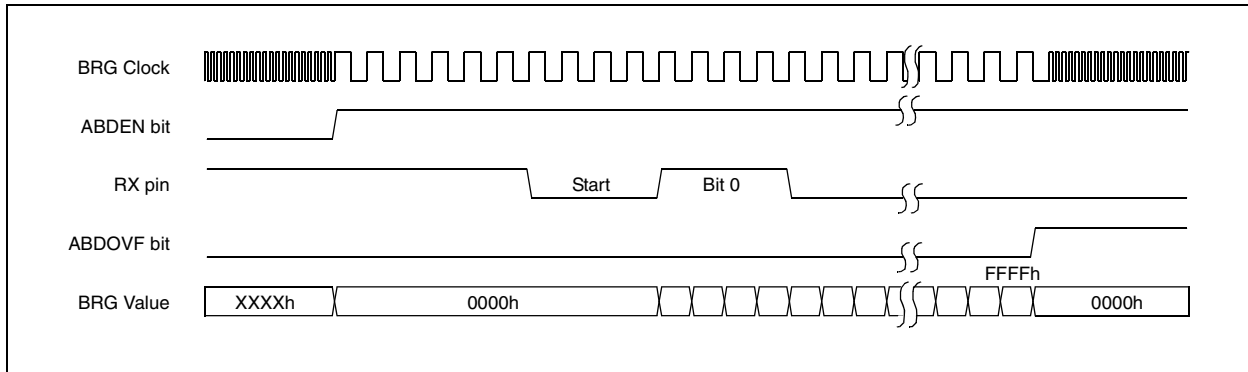 BRG Clock
ABDEN bit
RX pin
Start
Bit 0
ABDOVF bit
FFFFh
BRG Value
XXXXh
0000h
0000h